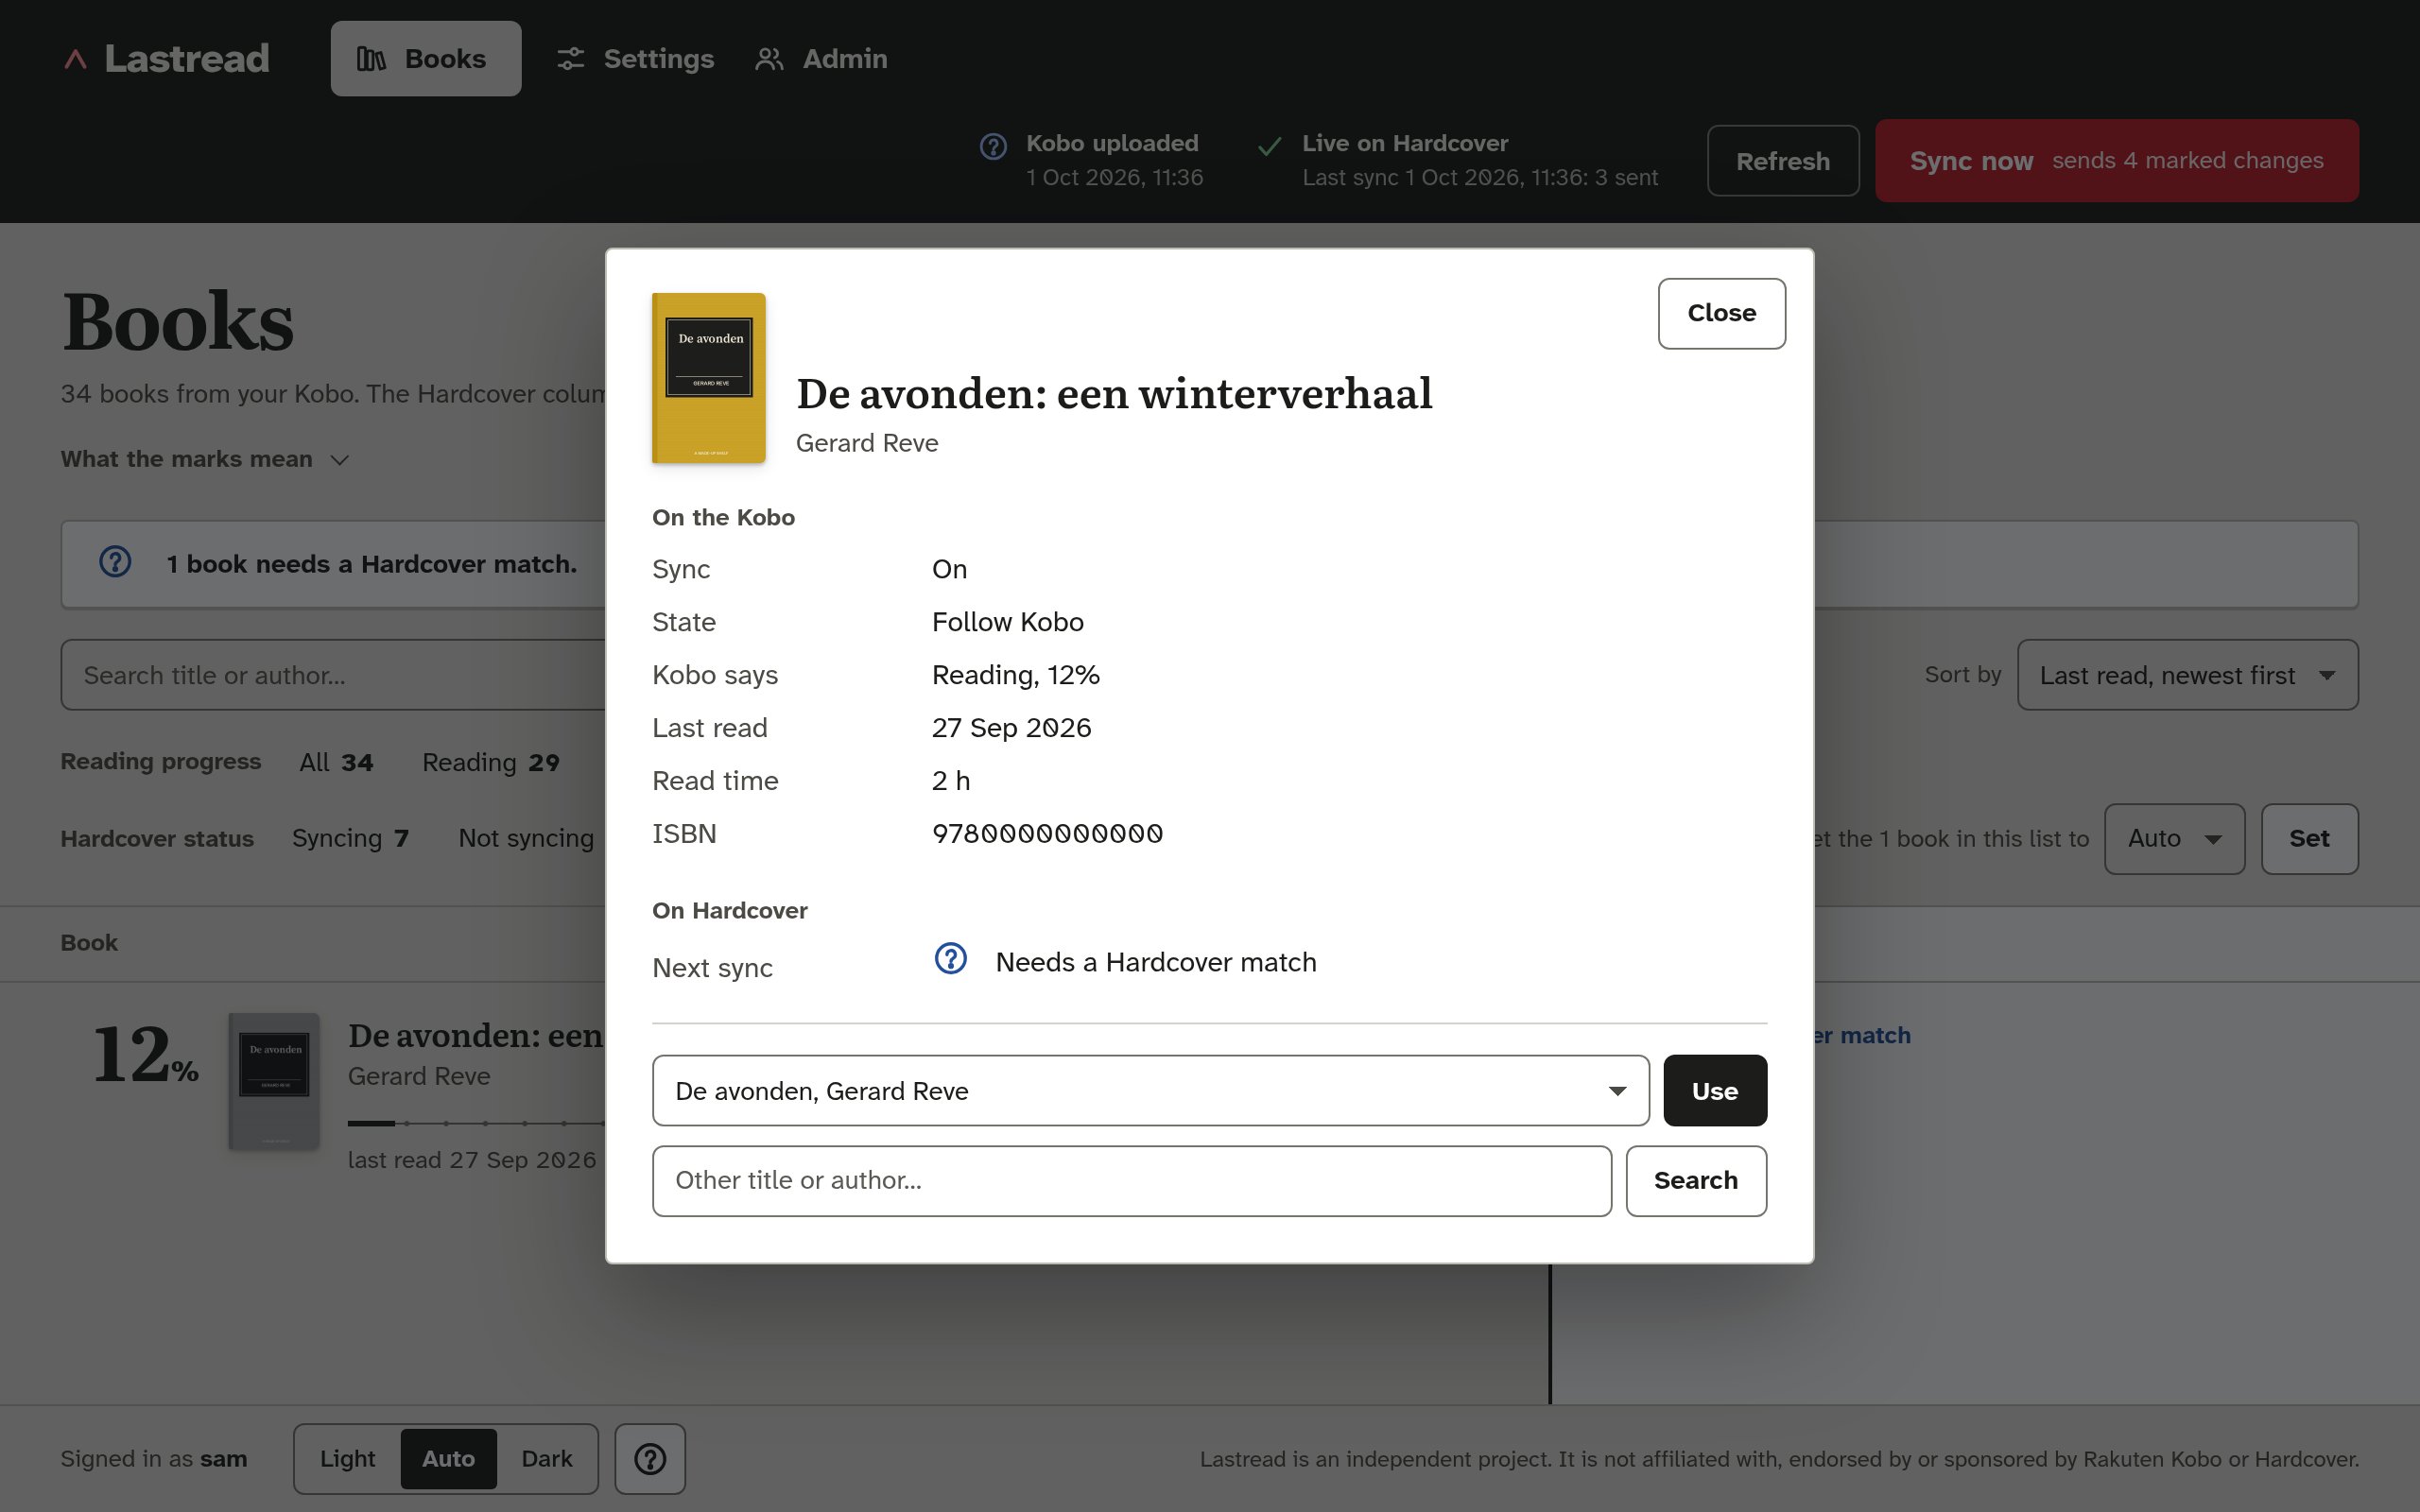 Lastread
Books
Settings
Admin
Kobo uploaded
1 Oct 2026, 11:36
Live on Hardcover
Last sync 1 Oct 2026, 11:36: 3 sent
Refresh
Sync now sends 4 marked changes
Books
34 books from your Kobo. The Hardcover colum
What the marks mean
1 book needs a Hardcover match.
Search title or author...
Sort by
Last read, newest first
Reading progress
All 34
Reading 29
Hardcover status
Syncing 7
Not syncing
et the 1 book in this list to
Auto
Set
Book
12%
De avonden
GERARD REVE
De avonden: een
Gerard Reve
last read 27 Sep 2026
er match
Close
De avonden
GERARD REVE
De avonden: een winterverhaal
Gerard Reve
On the Kobo
Sync On
State Follow Kobo
Kobo says Reading, 12%
Last read 27 Sep 2026
Read time 2 h
ISBN 9780000000000
On Hardcover
Next sync Needs a Hardcover match
De avonden, Gerard Reve
Use
Other title or author...
Search
Signed in as sam
Light
Auto
Dark
Lastread is an independent project. It is not affiliated with, endorsed by or sponsored by Rakuten Kobo or Hardcover.